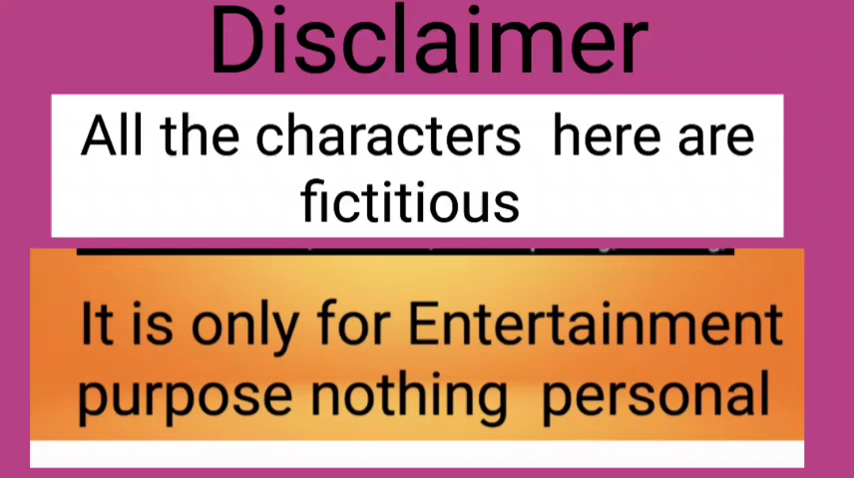 Disclaimer
All the characters here are
fictitious
It is only for Entertainment
purpose nothing personal